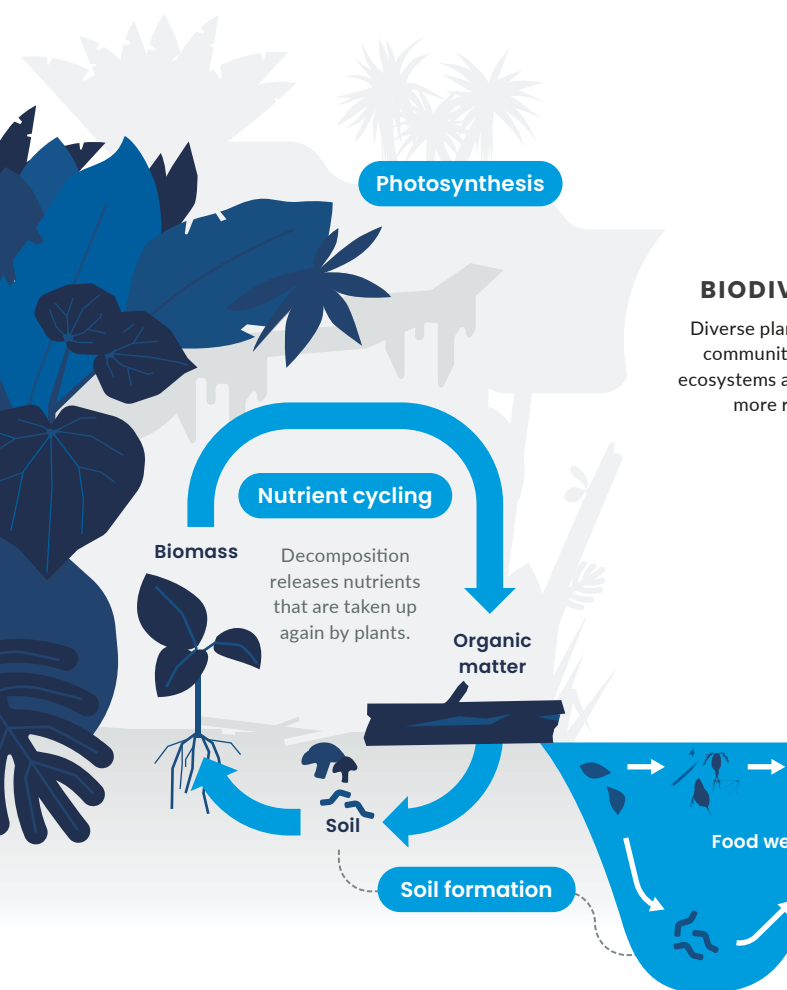 Photosynthesis
BIODIV
Diverse plan
communit
ecosystems a
more r
Nutrient cycling
Biomass
Decomposition
releases nutrients
that are taken up
again by plants.
Organic
matter
Food we
Soil
Soil formation